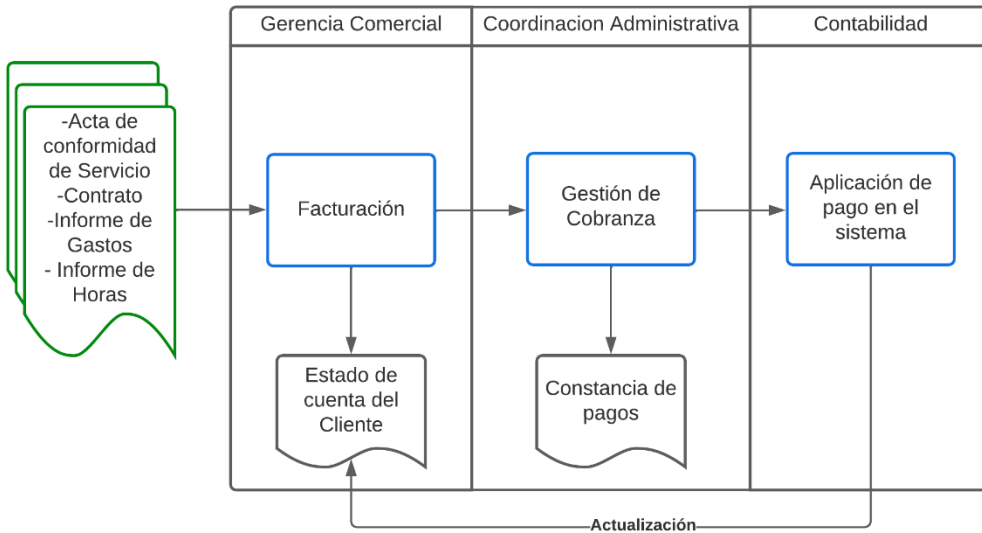 Gerencia Comercial
Coordinacion Administrativa
Contabilidad
-Acta de
conformidad
de Servicio
-Contrato
-Informe de
Gastos
- Informe de
Horas
Facturación
Gestión de
Cobranza
Aplicación de
pago en el
sistema
Estado de
cuenta del
Cliente
Constancia de
pagos
Actualización